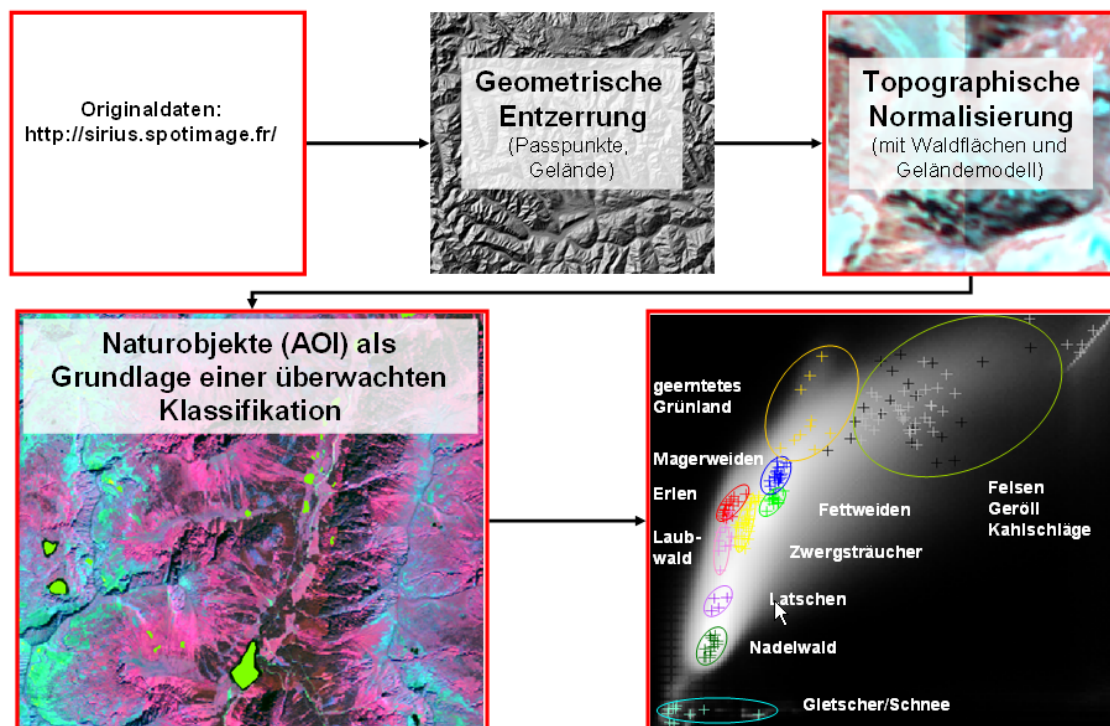 Originaldaten:
http://sirius.spotimage.fr/
Geometrische
Entzerrung
(Passpunkte,
Gelände)
Topographische
Normalisierung
(mit Waldflächen und
Geländemodell)
Naturobjekte (AOI) als
Grundlage einer überwachten
Klassifikation
geerntetes
Grünland
Magerweiden
Erlen
Laub-
wald
Fettweiden
Zwergsträucher
Felsen
Geröll
Kahlschläge
Latschen
Nadelwald
Gletscher/Schnee